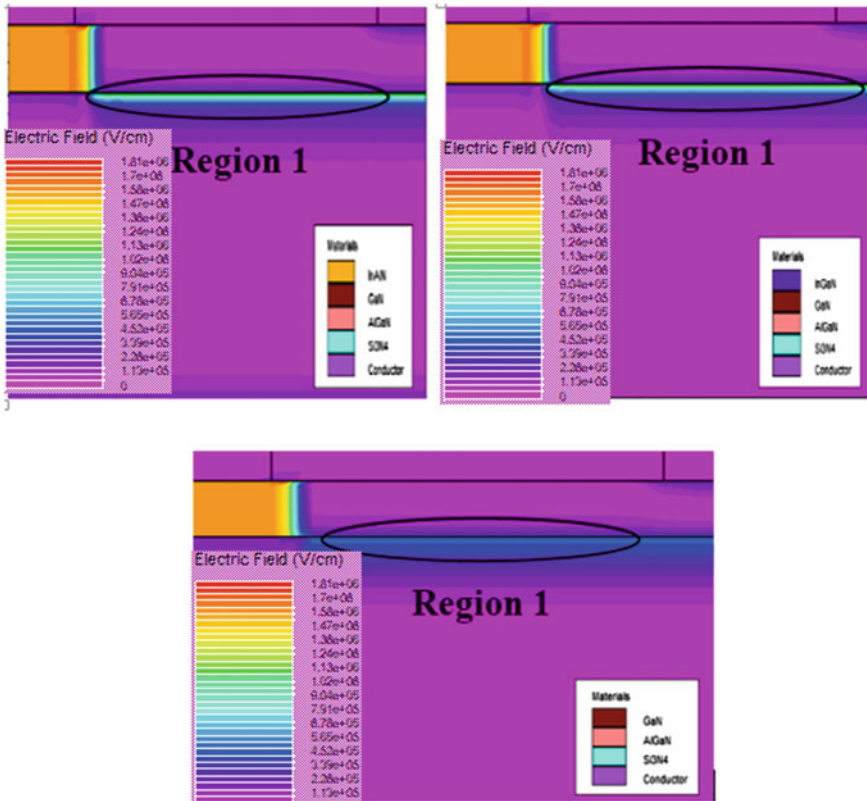 Electric Field (V/cm)
1.81e+06
1.7e+06
1.58e+06
1.47e+06
1.36e+06
1.24e+06
1.13e+06
1.02e+06
9.04e+05
7.91e+05
6.78e+05
5.65e+05
4.52e+05
3.39e+05
2.26e+05
1.13e+05
0
Region 1
Materials
InAlN
GaN
AlGaN
Si3N4
Conductor
Electric Field (V/cm)
1.81e+06
1.7e+06
1.58e+06
1.47e+06
1.36e+06
1.24e+06
1.13e+06
1.02e+06
9.04e+05
7.91e+05
6.78e+05
5.65e+05
4.52e+05
3.39e+05
2.26e+05
1.13e+05
0
Region 1
Materials
InGaN
GaN
AlGaN
Si3N4
Conductor
Electric Field (V/cm)
1.81e+06
1.7e+06
1.58e+06
1.47e+06
1.36e+06
1.24e+06
1.13e+06
1.02e+06
9.04e+05
7.91e+05
6.78e+05
5.65e+05
4.52e+05
3.39e+05
2.26e+05
1.13e+05
Region 1
Materials
GaN
AlGaN
Si3N4
Conductor